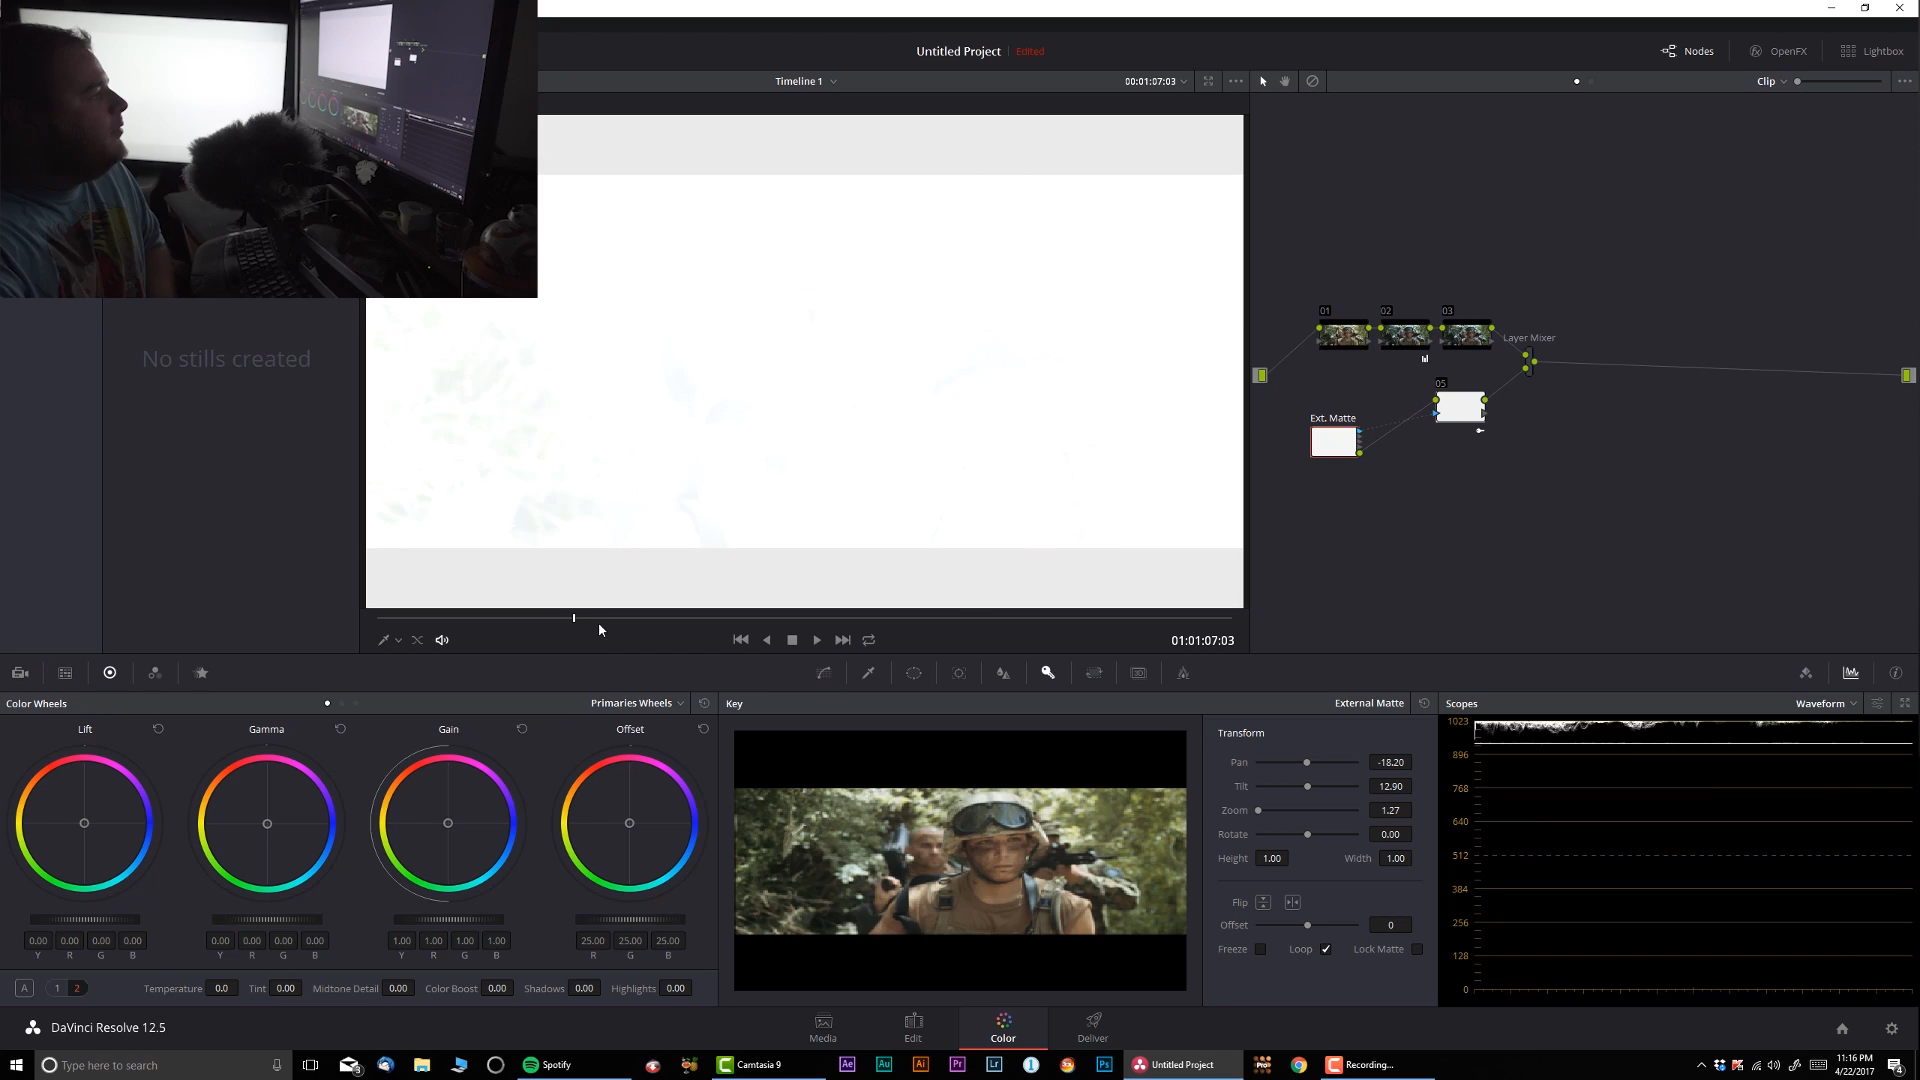 Untitled Project
Edited
Nodes
OpenFX
Lightbox
Timeline 1
00:01:07:03
Clip
No stills created
01
02
03
Layer Mixer
05
Ext. Matte
01:01:07:03
Color Wheels
Primaries Wheels
Key
External Matte
Scopes
Waveform
Lift
Gamma
Gain
Offset
Transform
Pan -18.20
Tilt 12.90
Zoom 1.27
Rotate 0.00
Height 1.00 Width 1.00
Flip
Offset 0
Freeze Loop Lock Matte
1023
896
768
640
512
384
256
128
0
0.00 0.00 0.00 0.00
Y R G B
0.00 0.00 0.00 0.00
Y R G B
1.00 1.00 1.00 1.00
Y R G B
25.00 25.00 25.00
R G B
A 1 2 Temperature 0.0 Tint 0.00 Midtone Detail 0.00 Color Boost 0.00 Shadows 0.00 Highlights 0.00
DaVinci Resolve 12.5
Media
Edit
Color
Deliver
Type here to search
3
Spotify
Camtasia 9
Ae
Au
Ai
Pr
Lr
Ps
Untitled Project
Recording...
11:16 PM
4/22/2017
4